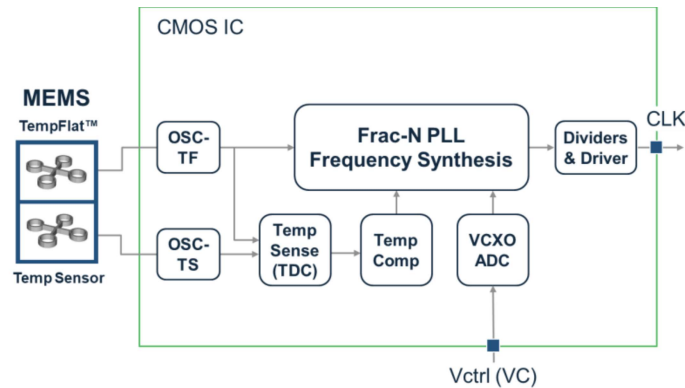 CMOS IC
MEMS
TempFlat™
OSC-
TF
Frac-N PLL
Frequency Synthesis
Dividers
& Driver
CLK
OSC-
TS
Temp
Sense
(TDC)
Temp
Comp
VCXO
ADC
Temp Sensor
Vctrl (VC)